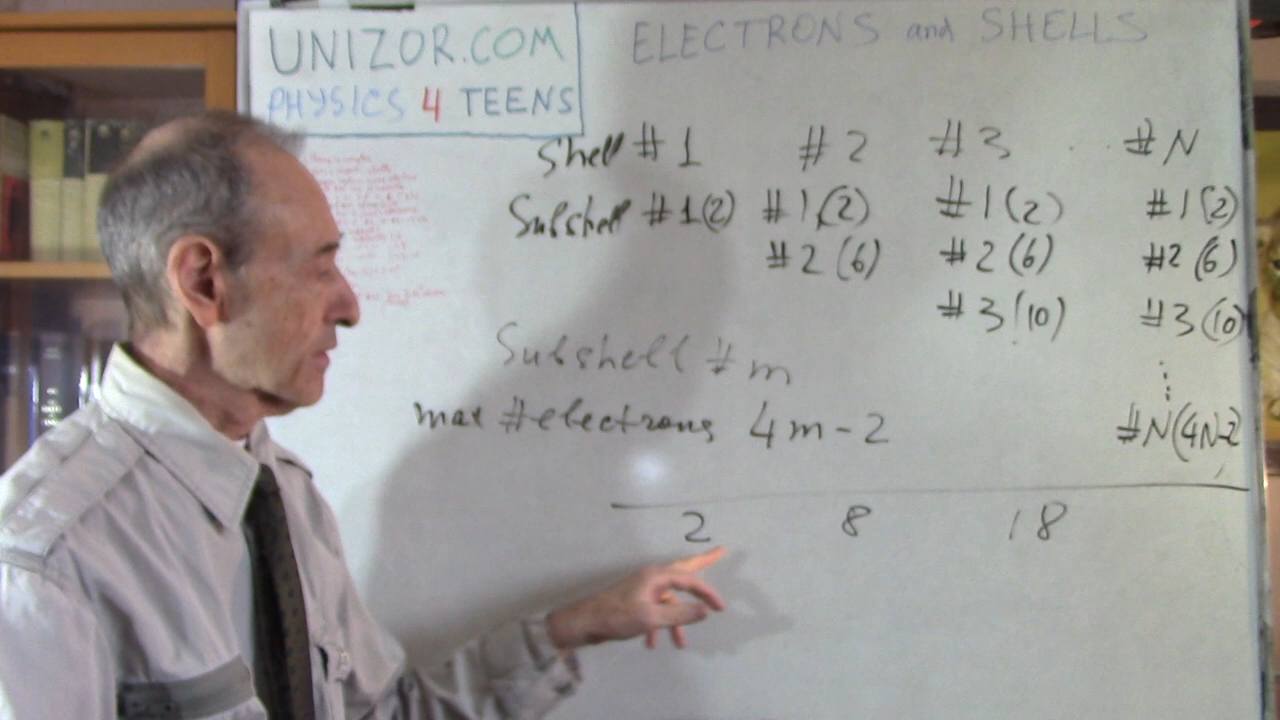 UNIZOR.COM
PHYSICS 4 TEENS
ELECTRONS and SHELLS
Shell #1 #2 #3 . . #N
Subshell #1(2) #1(2) #1(2) #1(2)
#2(6) #2(6) #2(6)
#3(10) #3(10)
Subshell #m
max #electrons 4m-2 #N(4N-2)
2 8 18